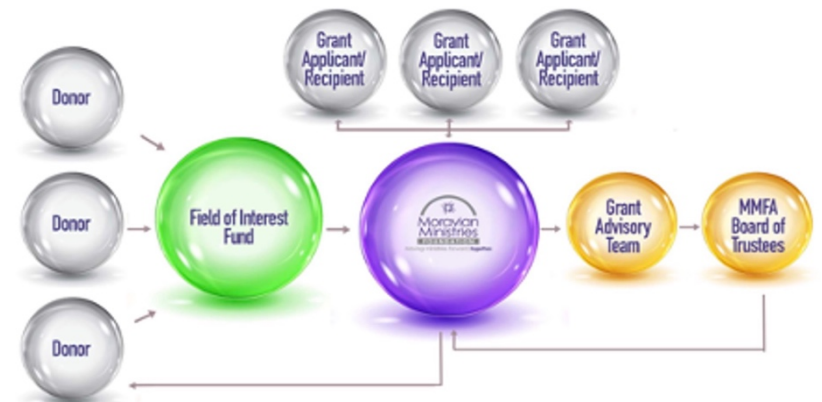 Donor
Donor
Donor
Field of Interest
Fund
Grant
Applicant/
Recipient
Grant
Applicant/
Recipient
Grant
Applicant/
Recipient
Moravian
Ministries
FOUNDATION
Grant
Advisory
Team
MMFA
Board of
Trustees